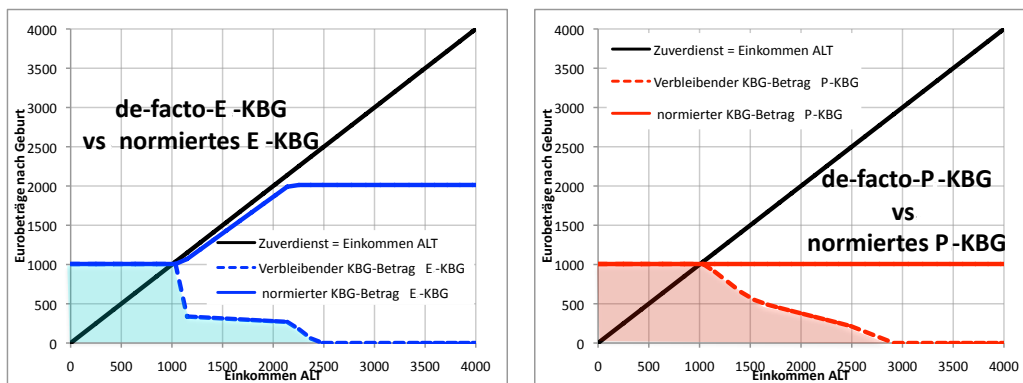 4000
3500
3000
2500
2000
1500
1000
500
0
Eurobeträge nach Geburt
de-facto-E -KBG
vs normiertes E -KBG
Zuverdienst = Einkommen ALT
Verbleibender KBG-Betrag E-KBG
normierter KBG-Betrag E-KBG
0 500 1000 1500 2000 2500 3000 3500 4000
Einkommen ALT
4000
3500
3000
2500
2000
1500
1000
500
0
Eurobeträge nach Geburt
Zuverdienst = Einkommen ALT
Verbleibender KBG-Betrag P-KBG
normierter KBG-Betrag P-KBG
de-facto-P -KBG
vs
normiertes P -KBG
0 500 1000 1500 2000 2500 3000 3500 4000
Einkommen ALT